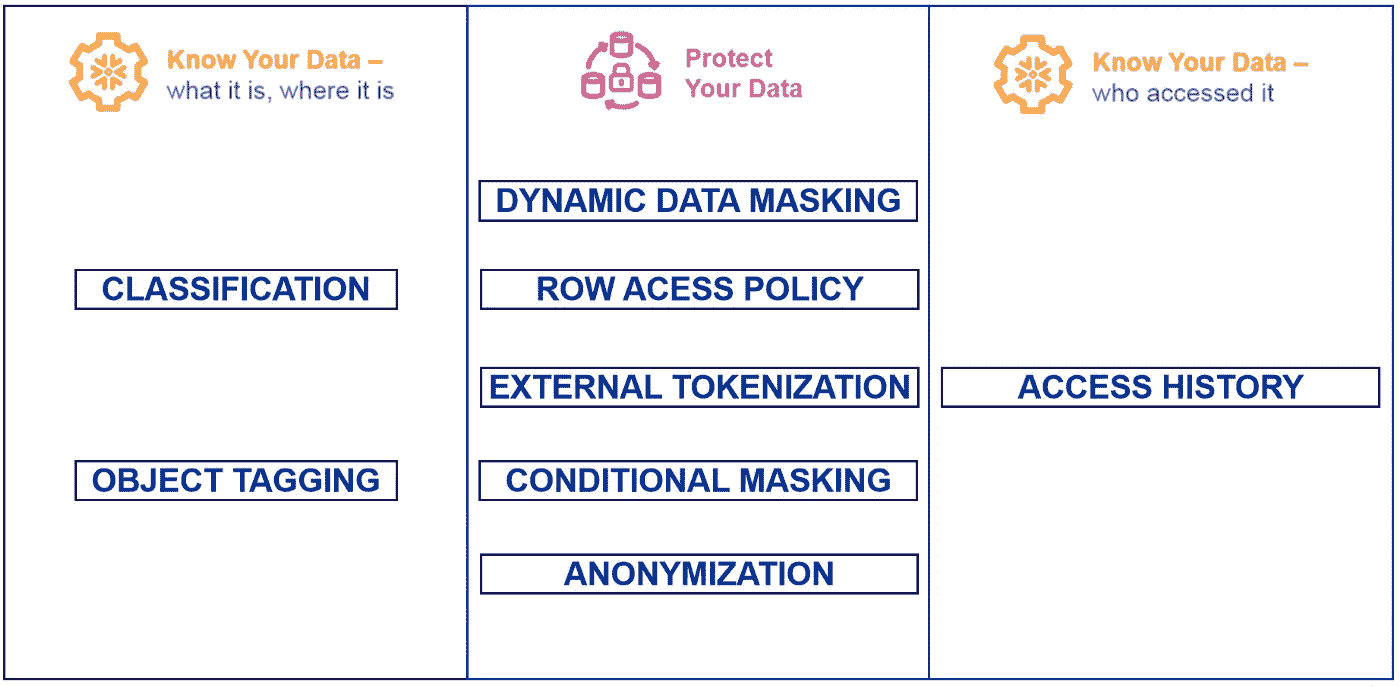 Know Your Data –
what it is, where it is
CLASSIFICATION
OBJECT TAGGING
Protect
Your Data
DYNAMIC DATA MASKING
ROW ACESS POLICY
EXTERNAL TOKENIZATION
CONDITIONAL MASKING
ANONYMIZATION
Know Your Data –
who accessed it
ACCESS HISTORY